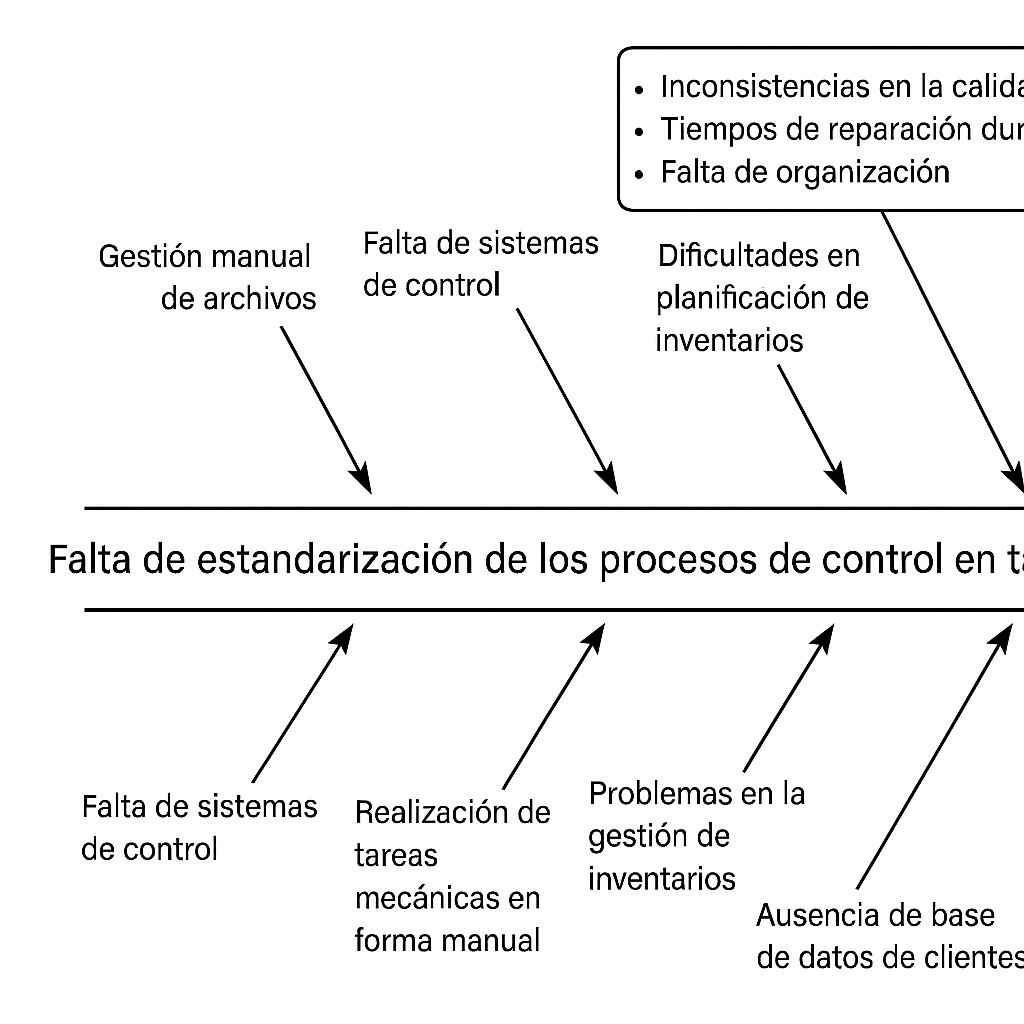 • Inconsistencias en la
• Tiempos de reparación
• Falta de organización
Gestión manual
de archivos
Falta de sistemas
de control
Dificultades en
planificación de
inventarios
Falta de estandarización de los procesos de control en
Falta de sistemas
de control
Realización de
tareas
mecánicas en
forma manual
Problemas en la
gestión de
inventarios
Ausencia de base
de datos de clientes